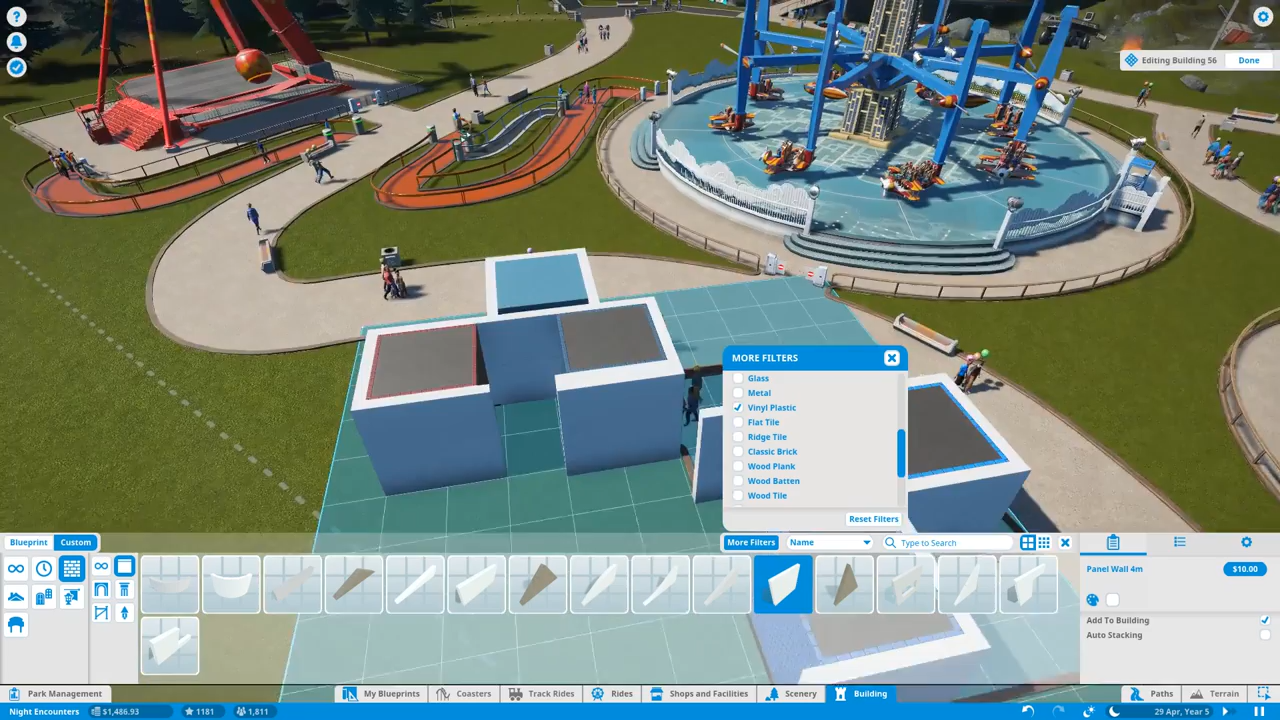 Editing Building 56 Done
MORE FILTERS
Glass
Metal
Vinyl Plastic
Flat Tile
Ridge Tile
Classic Brick
Wood Plank
Wood Batten
Wood Tile
Reset Filters
Blueprint Custom
More Filters Name Type to Search
Panel Wall 4m $10.00
Add To Building
Auto Stacking
Park Management My Blueprints Coasters Track Rides Rides Shops and Facilities Scenery Building Paths Terrain
Night Encounters $1,486.93 1181 1,811 29 Apr, Year 5